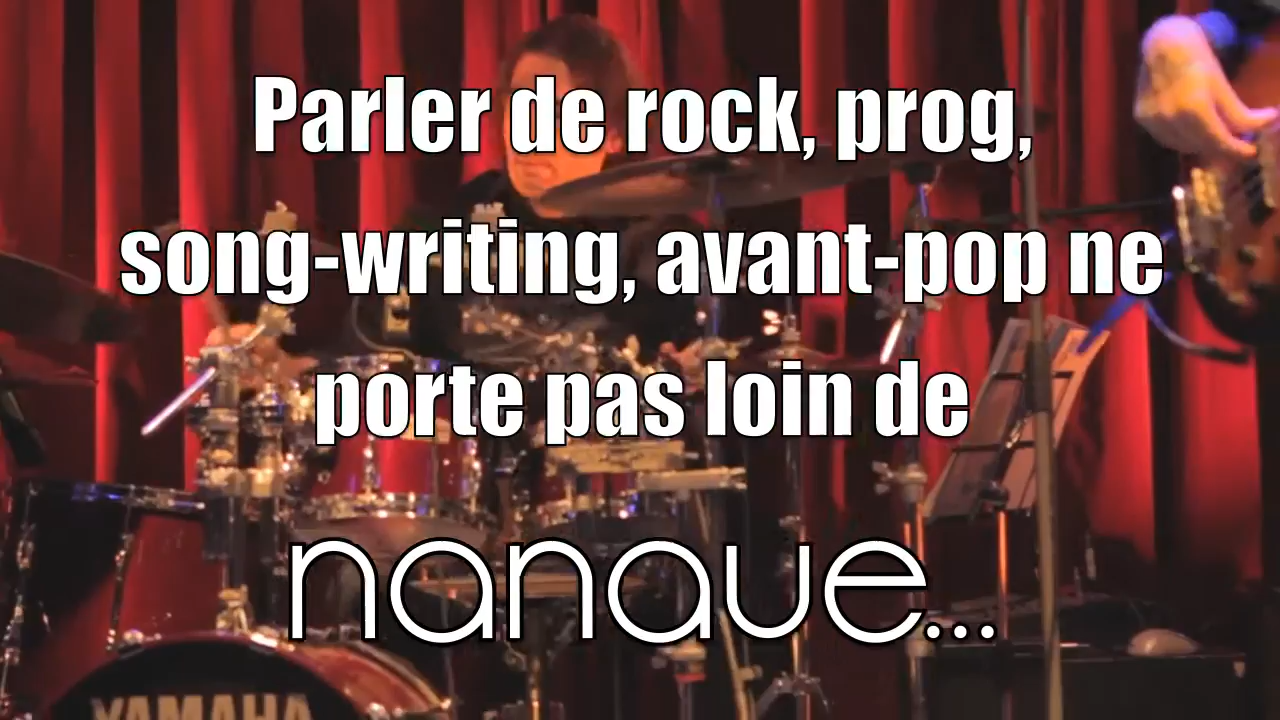 Parler de rock, prog,
song-writing, avant-pop ne
porte pas loin de
nanaue...
YAMAHA